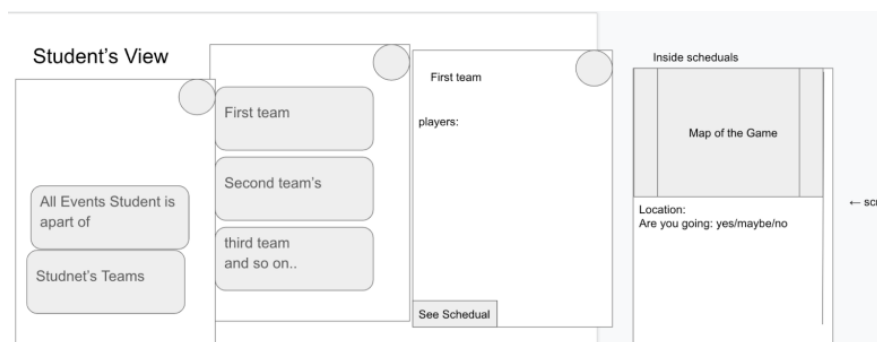 Student's View
All Events Student is
apart of
Studnet's Teams
First team
Second team's
third team
and so on..
First team
players:
See Schedual
Inside scheduals
Map of the Game
Location:
Are you going: yes/maybe/no
←